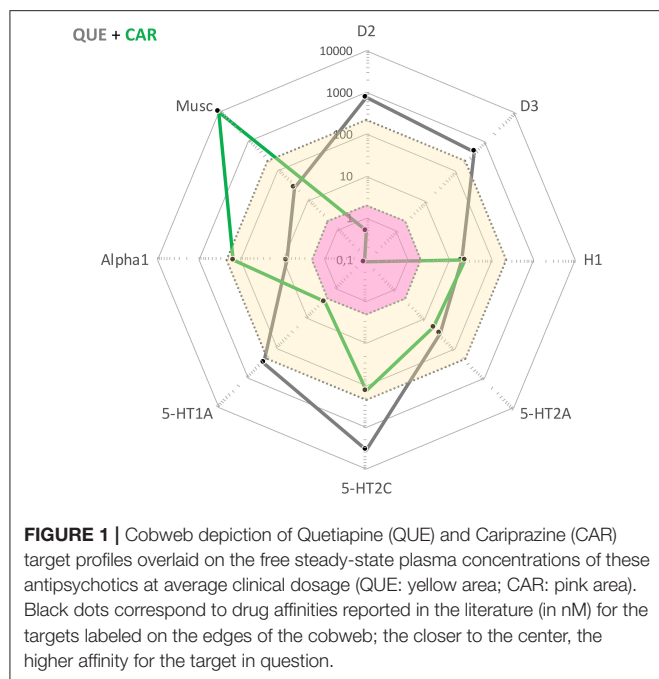 QUE + CAR
D2
10000
1000
100
10
1
0,1
D3
H1
5-HT2A
5-HT2C
5-HT1A
Alpha1
Musc
FIGURE 1 | Cobweb depiction of Quetiapine (QUE) and Cariprazine (CAR)
target profiles overlaid on the free steady-state plasma concentrations of these
antipsychotics at average clinical dosage (QUE: yellow area; CAR: pink area).
Black dots correspond to drug affinities reported in the literature (in nM) for the
targets labeled on the edges of the cobweb; the closer to the center, the
higher affinity for the target in question.